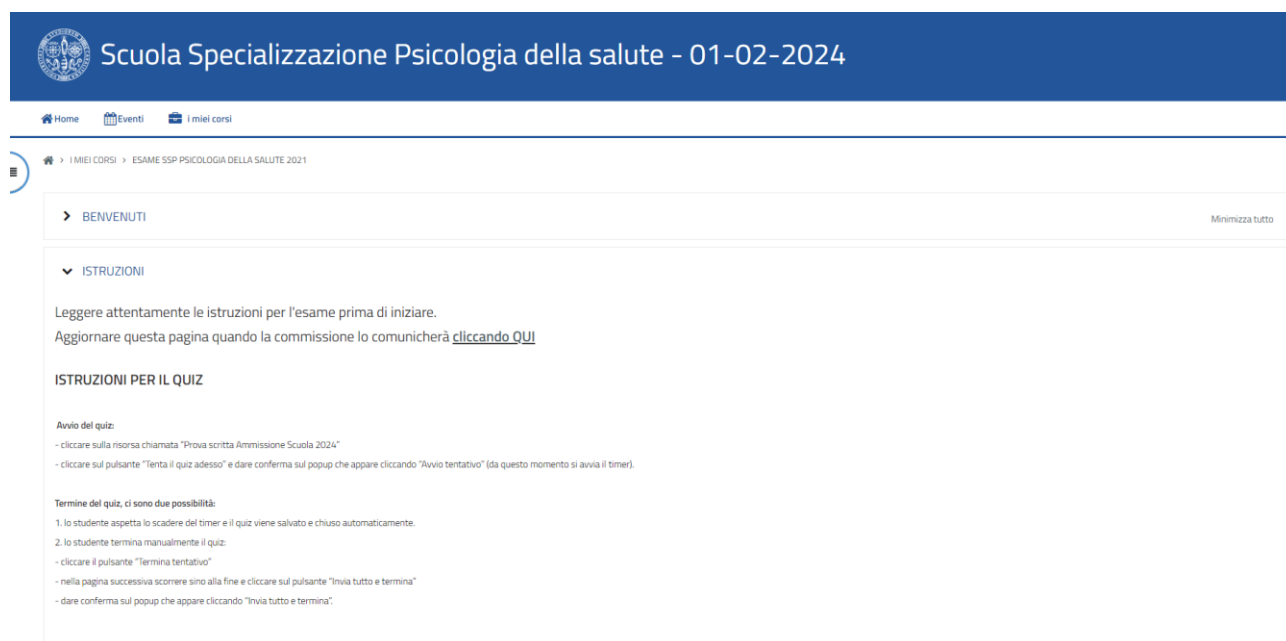 Scuola Specializzazione Psicologia della salute - 01-02-2024
Home Eventi i miei corsi
> I MIEI CORSI > ESAME SSP PSICOLOGIA DELLA SALUTE 2021
BENVENUTI
Minimizza tutto
ISTRUZIONI
Leggere attentamente le istruzioni per l'esame prima di iniziare.
Aggiornare questa pagina quando la commissione lo comunicherà cliccando QUI
ISTRUZIONI PER IL QUIZ
Avvio del quiz:
- cliccare sulla risorsa chiamata "Prova scritta Ammissione Scuola 2024"
- cliccare sul pulsante "Tenta il quiz adesso" e dare conferma sul popup che appare cliccando "Avvio tentativo" (da questo momento si avvia il timer).
Termine del quiz, ci sono due possibilità:
1. lo studente aspetta lo scadere del timer e il quiz viene salvato e chiuso automaticamente.
2. lo studente termina manualmente il quiz:
- cliccare il pulsante "Termina tentativo"
- nella pagina successiva scorrere sino alla fine e cliccare sul pulsante "Invia tutto e termina"
- dare conferma sul popup che appare cliccando "Invia tutto e termina".